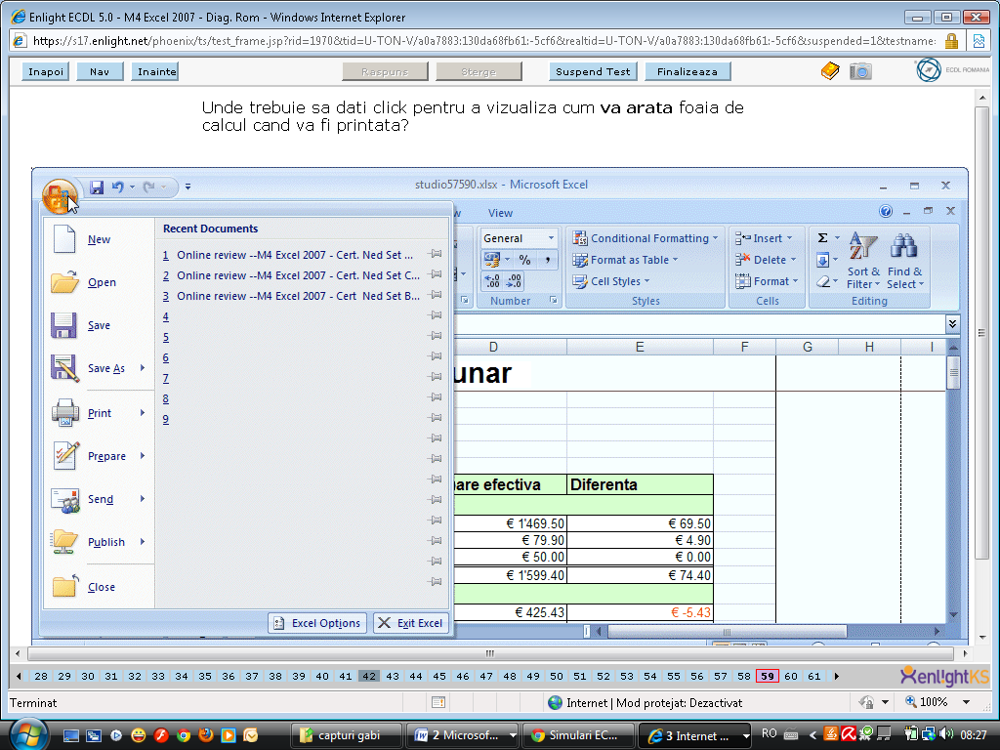 Enlight ECDL 5.0 - M4 Excel 2007 - Diag. Rom - Windows Internet Explorer
https://s17.enlight.net/phoenix/ts/test_frame.jsp?rid=1970&tid=U-TON-V/a0a7883:130da68fb61:-5cf6&realtid=U-TON-V/a0a7883:130da68fb61:-5cf6&suspended=1&testname:
Inapoi Nav Inainte Raspuns Sterge Suspend Test Finalizeaza ECDL ROMANIA
Unde trebuie sa dati click pentru a vizualiza cum va arata foaia de
calcul cand va fi printata?
studio57590.xlsx - Microsoft Excel
w View
New
Open
Save
Save As
Print
Prepare
Send
Publish
Close
Recent Documents
1 Online review --M4 Excel 2007 - Cert. Ned Set ...
2 Online review --M4 Excel 2007 - Cert. Ned Set C...
3 Online review --M4 Excel 2007 - Cert Ned Set B...
4
5
6
7
8
9
Excel Options Exit Excel
General
% ,
.00 .00
Number
Conditional Formatting
Format as Table
Cell Styles
Styles
Insert
Delete
Format
Cells
Σ
Sort & Filter
Find & Select
Editing
D E F G H I
unar
are efectiva Diferenta
€ 1'469.50 € 69.50
€ 79.90 € 4.90
€ 50.00 € 0.00
€ 1'599.40 € 74.40
€ 425.43 € -5.43
28 29 30 31 32 33 34 35 36 37 38 39 40 41 42 43 44 45 46 47 48 49 50 51 52 53 54 55 56 57 58 59 60 61
enlightKS
Terminat Internet | Mod protejat: Dezactivat 100%
capturi gabi 2 Microsof... Simulari EC... 3 Internet ... RO 08:27